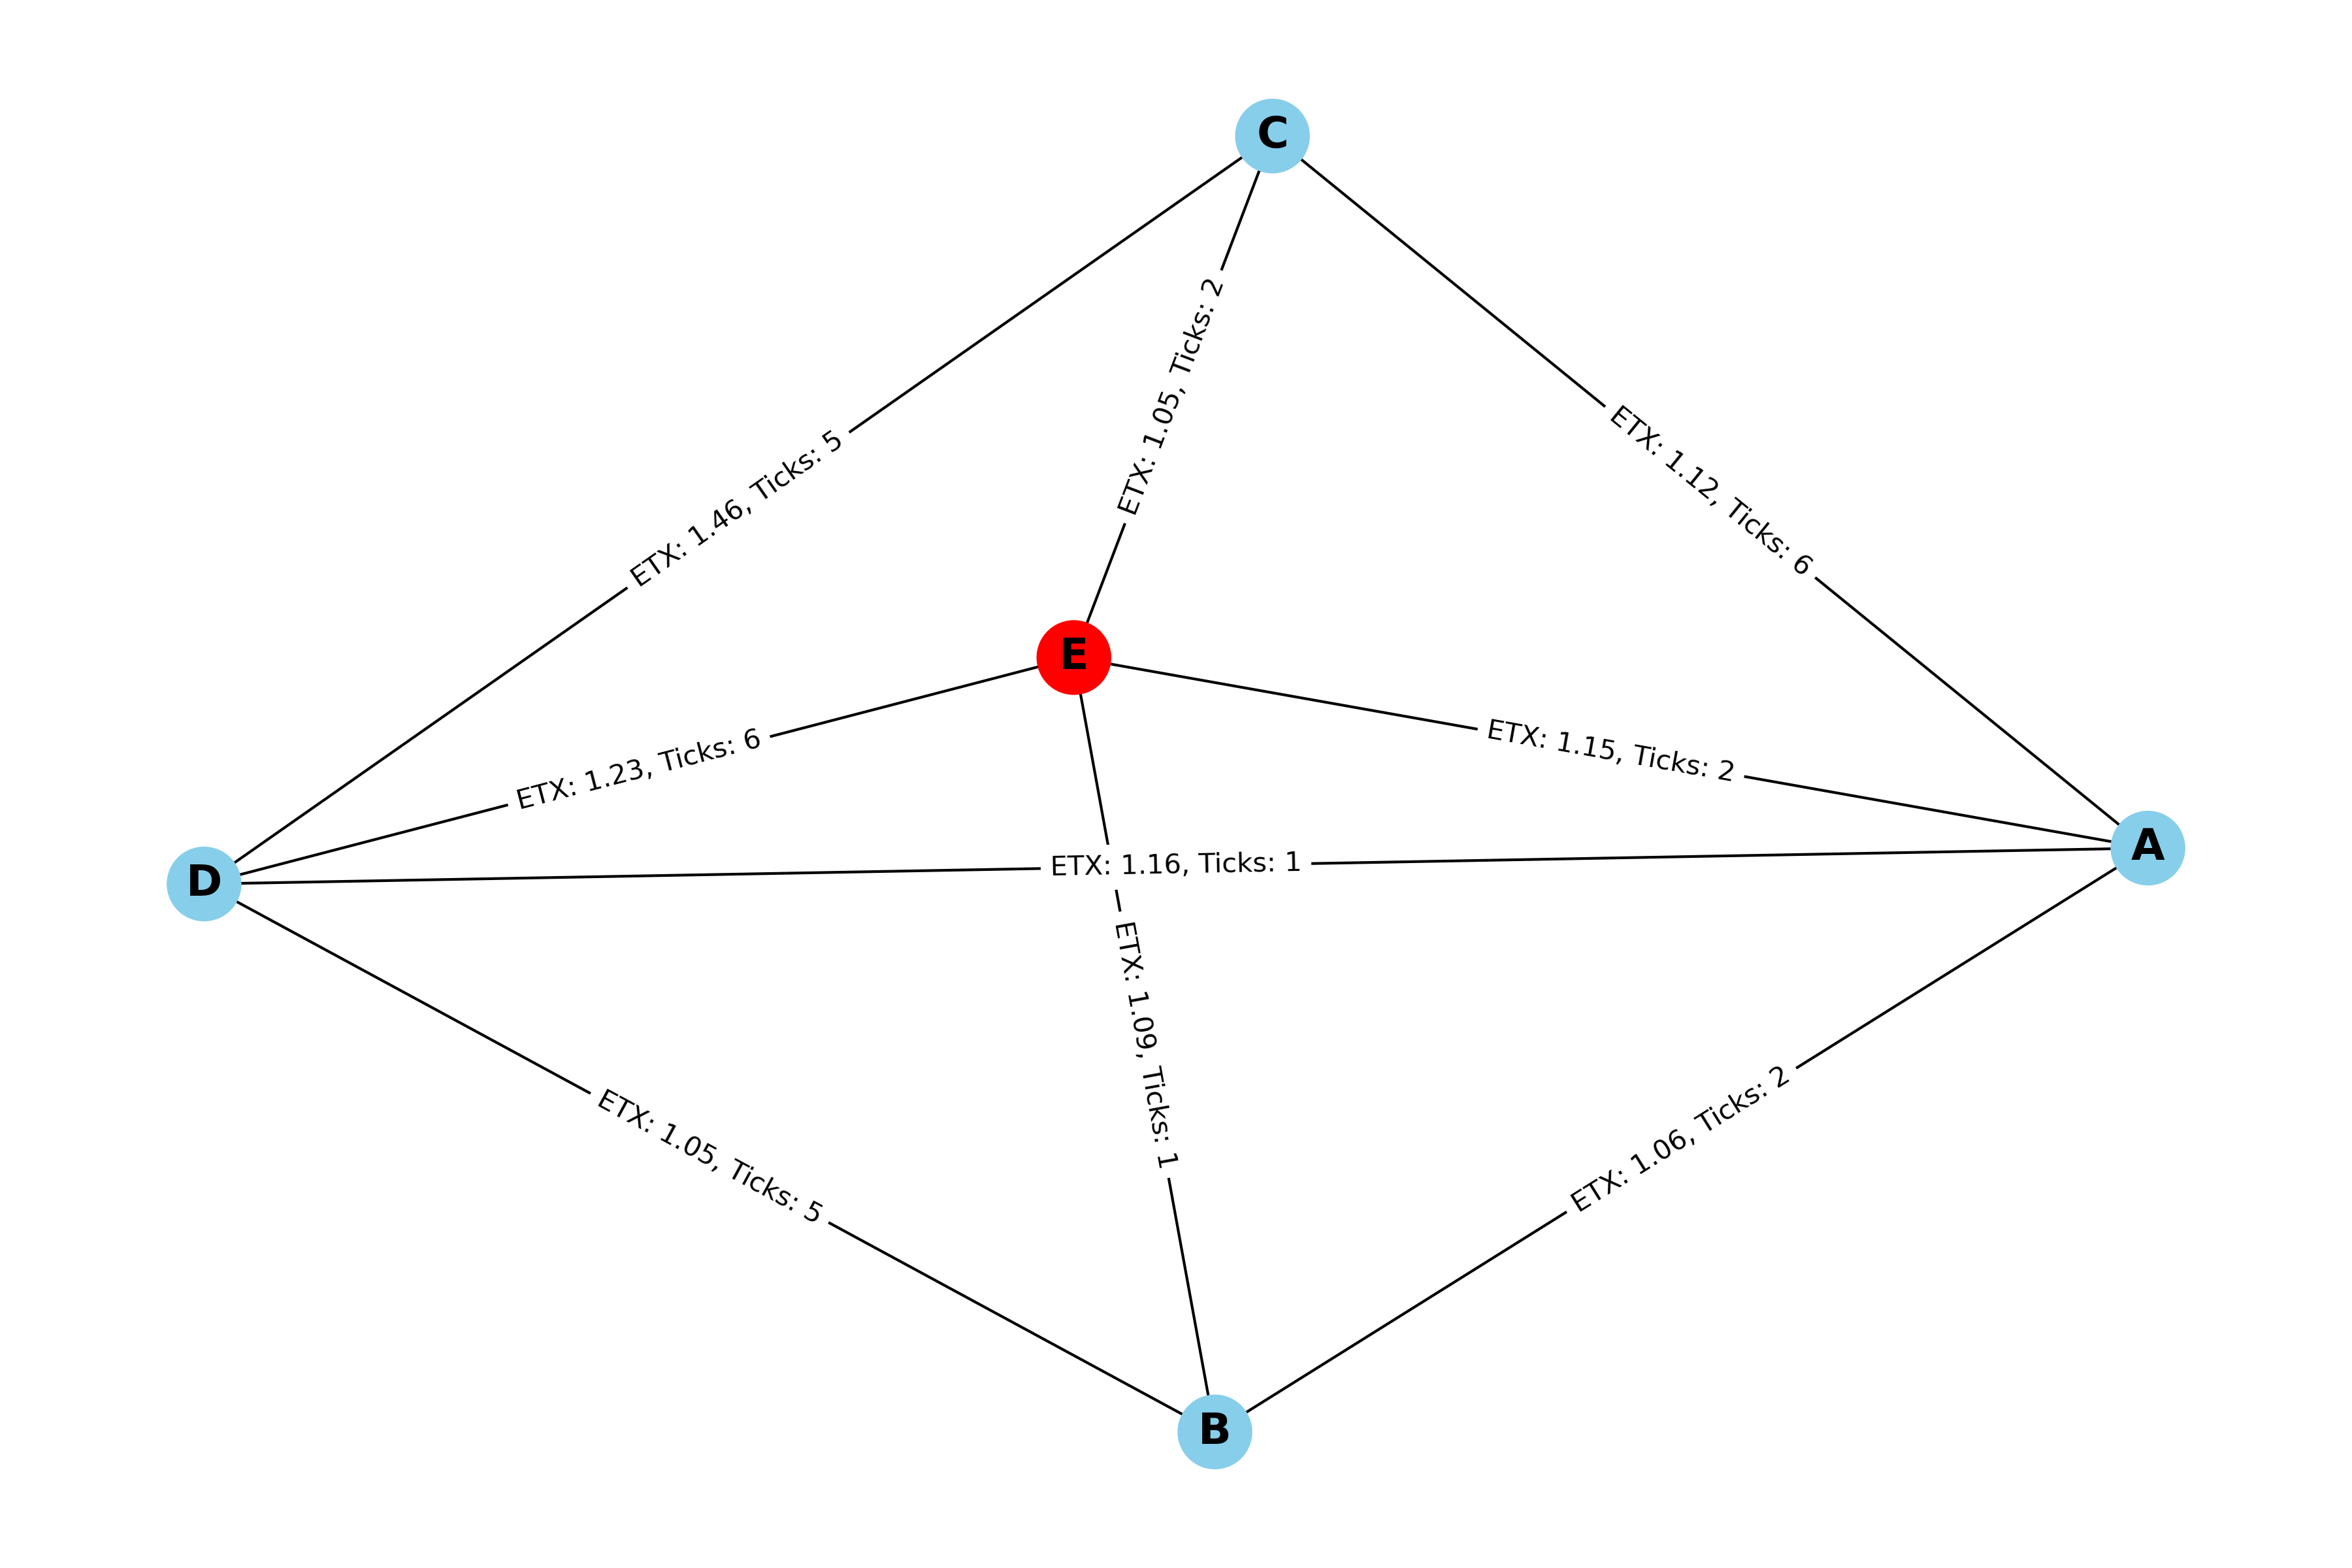 C
ETX: 1.05, Ticks: 2
ETX: 1.46, Ticks: 5
ETX: 1.12, Ticks: 6
E
ETX: 1.23, Ticks: 6
ETX: 1.15, Ticks: 2
A
ETX: 1.16, Ticks: 1
D
ETX: 1.09, Ticks: 1
ETX: 1.05, Ticks: 5
ETX: 1.06, Ticks: 2
B